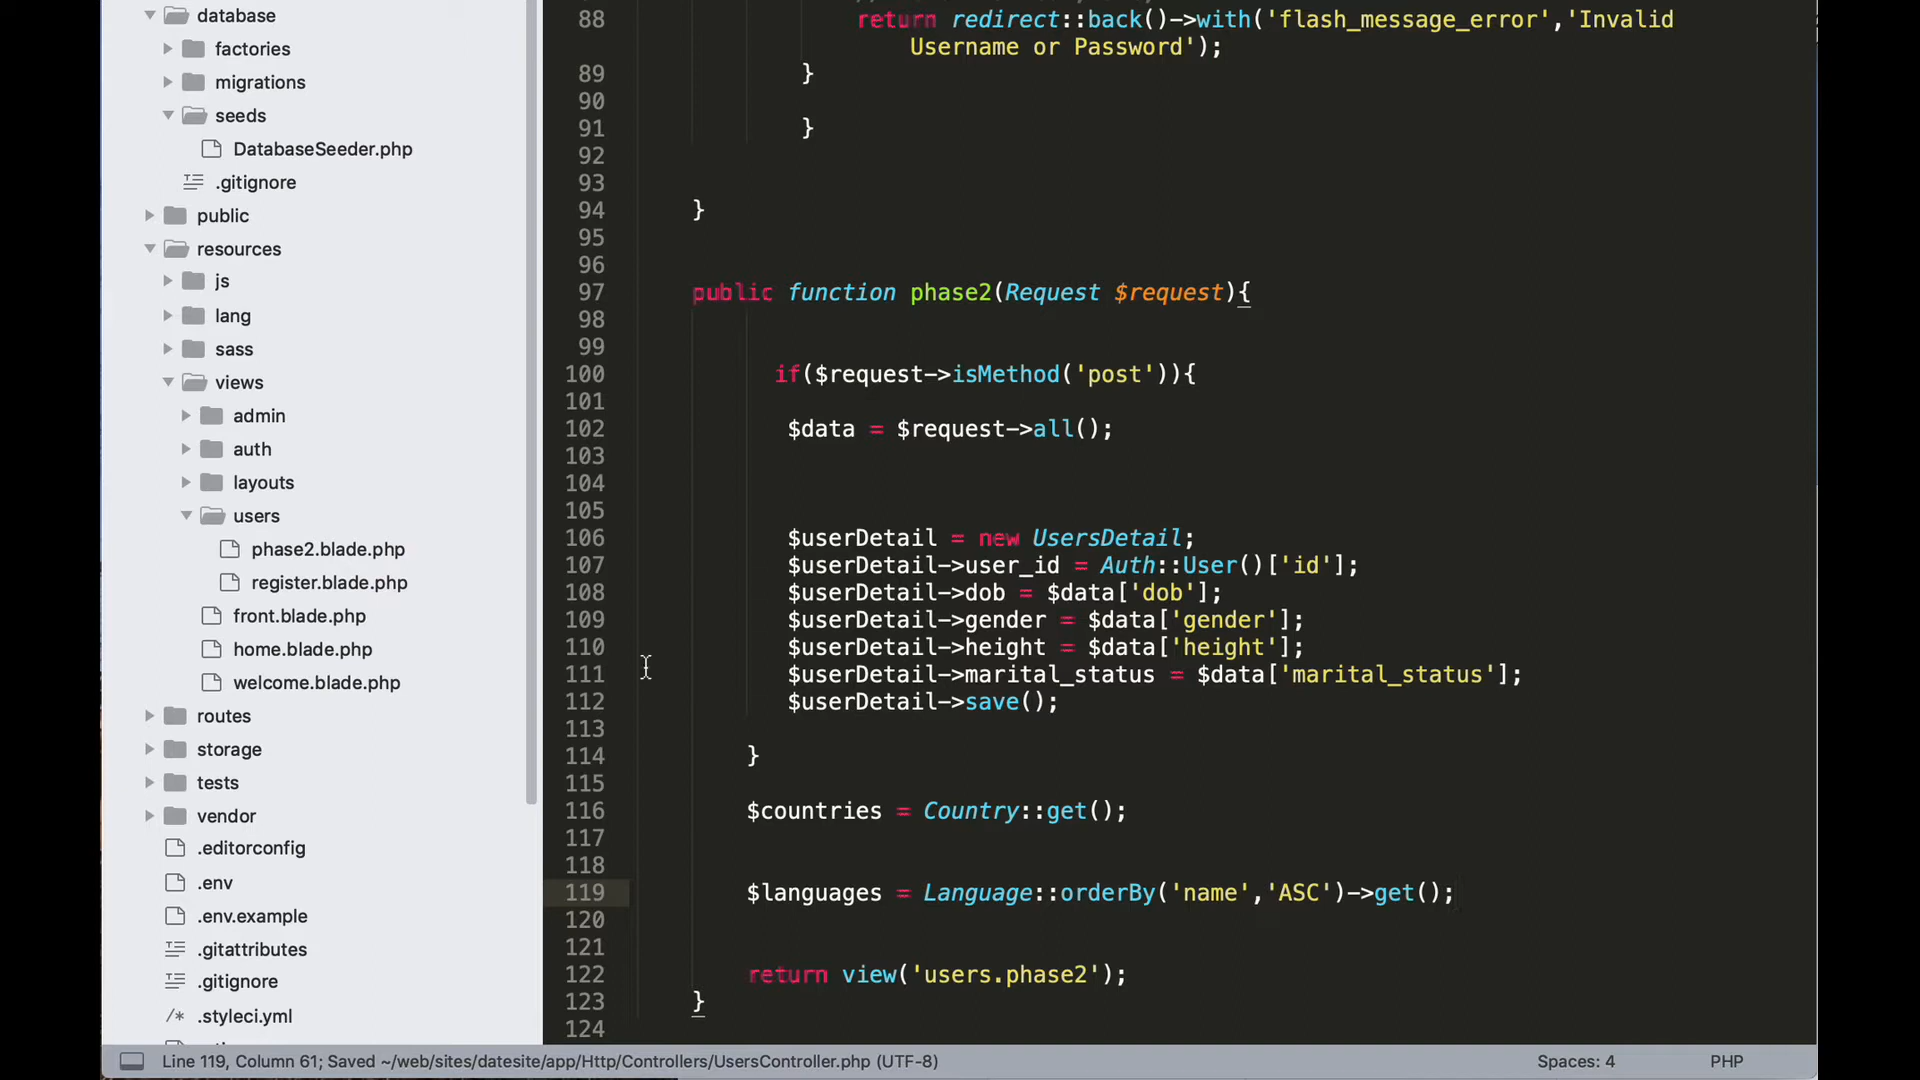 database
factories
migrations
seeds
DatabaseSeeder.php
.gitignore
public
resources
js
lang
sass
views
admin
auth
layouts
users
phase2.blade.php
register.blade.php
front.blade.php
home.blade.php
welcome.blade.php
routes
storage
tests
vendor
.editorconfig
.env
.env.example
.gitattributes
.gitignore
/* .styleci.yml
88 return redirect::back()->with('flash_message_error','Invalid
Username or Password');
89 }
90
91 }
92
93
94 }
95
96
97 public function phase2(Request $request){
98
99
100 if($request->isMethod('post')){
101
102 $data = $request->all();
103
104
105
106 $userDetail = new UsersDetail;
107 $userDetail->user_id = Auth::User()['id'];
108 $userDetail->dob = $data['dob'];
109 $userDetail->gender = $data['gender'];
110 $userDetail->height = $data['height'];
111 $userDetail->marital_status = $data['marital_status'];
112 $userDetail->save();
113
114 }
115
116 $countries = Country::get();
117
118
119 $languages = Language::orderBy('name','ASC')->get();
120
121
122 return view('users.phase2');
123 }
124
Line 119, Column 61; Saved ~/web/sites/datesite/app/Http/Controllers/UsersController.php (UTF-8)
Spaces: 4
PHP